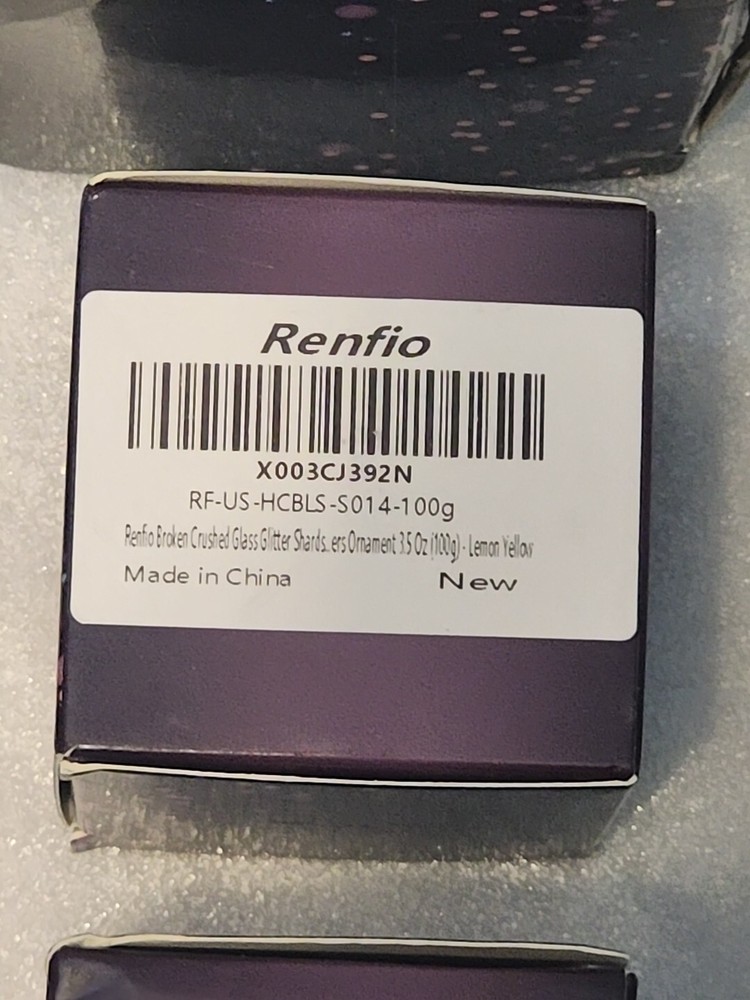 Renfio
X003CJ392N
RF-US-HCBLS-S014-100g
Renfio Broken Crushed Glass Glitter Shards...ers Ornament 3.5 Oz (100g) - Lemon Yellow
Made in China New